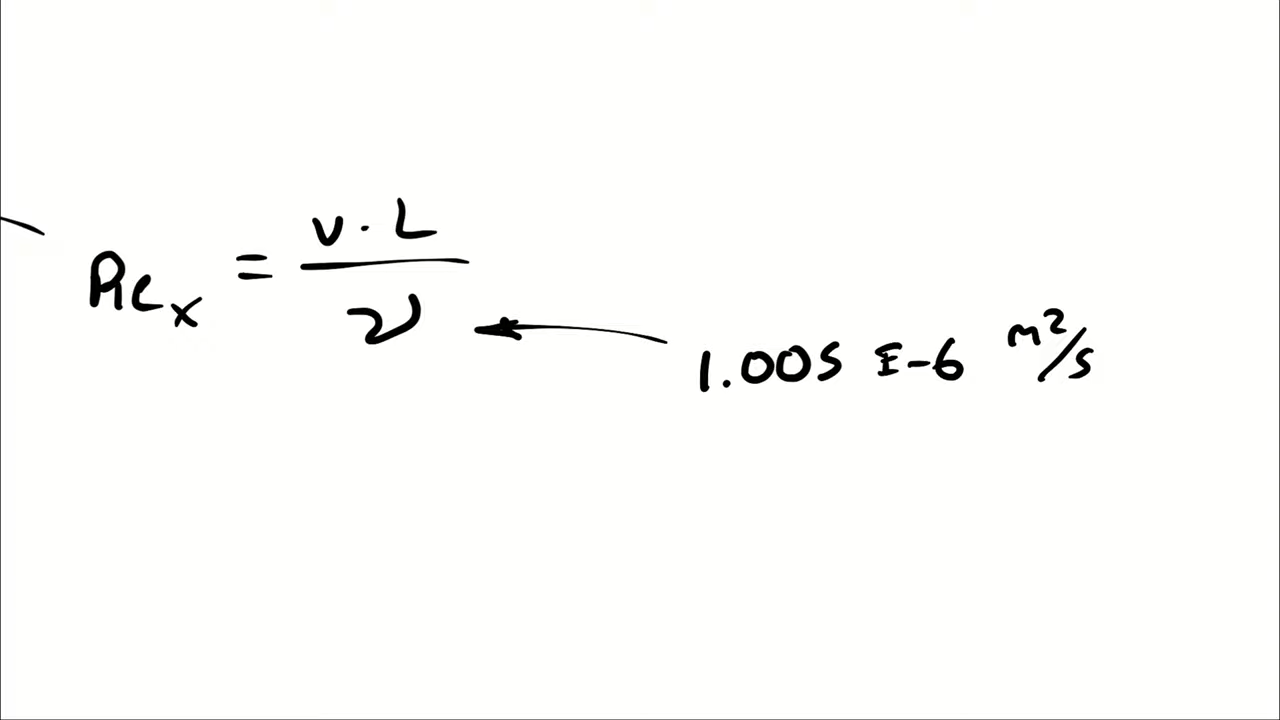 Re_x = v · L / ν
1.005 E-6 m²/s